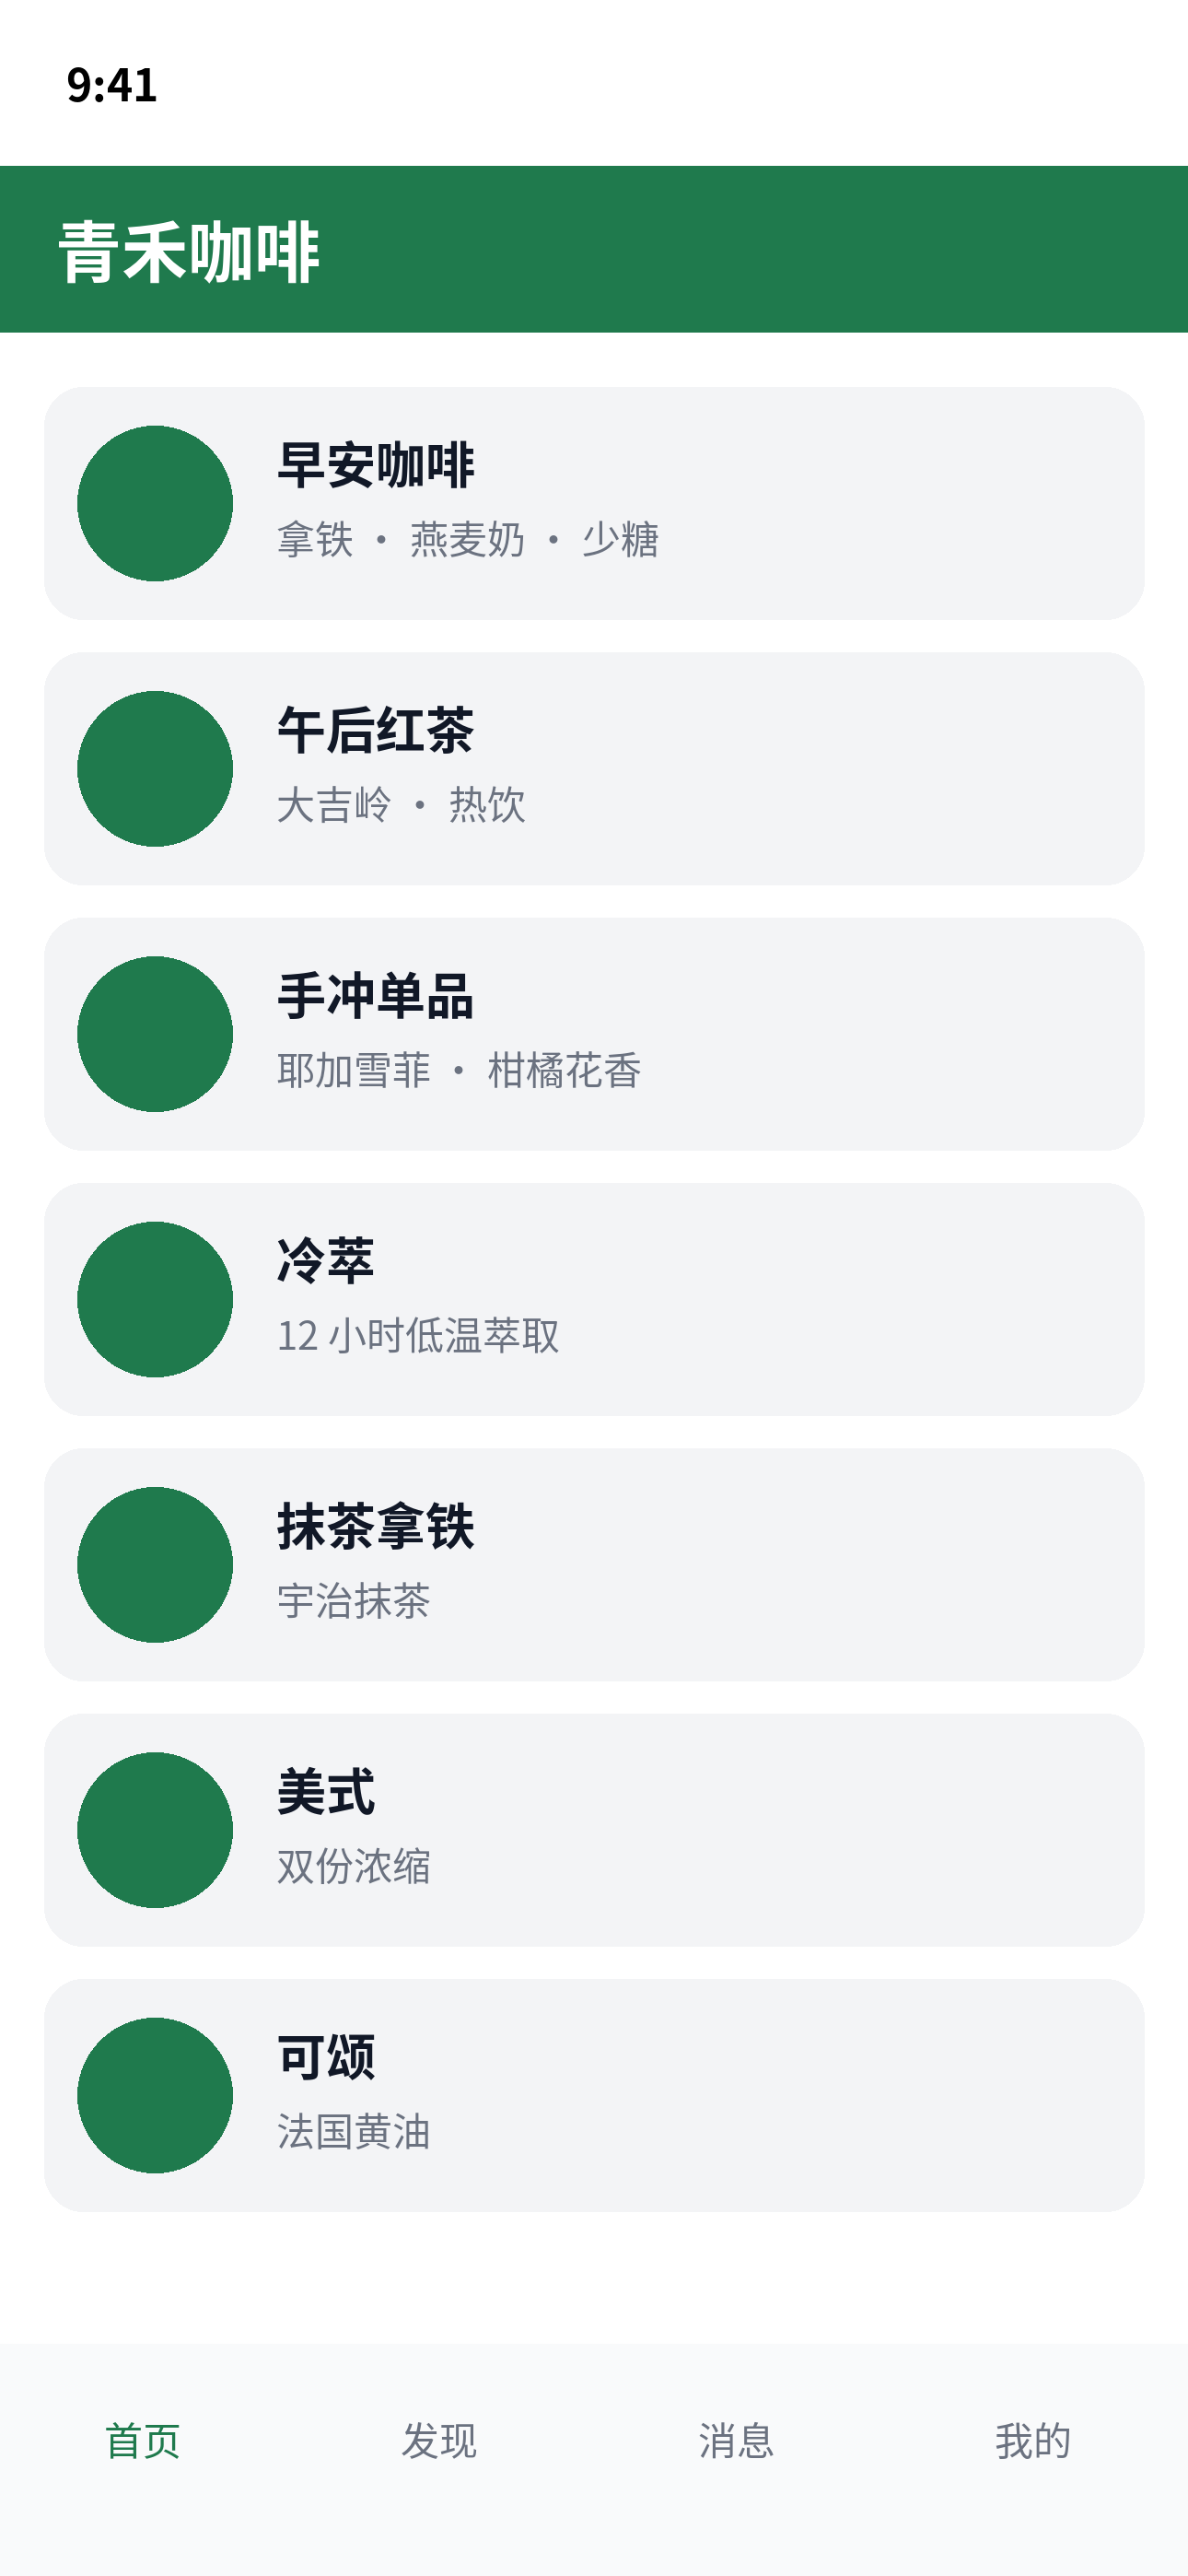 9:41
青禾咖啡
早安咖啡
拿铁 · 燕麦奶 · 少糖
午后红茶
大吉岭 · 热饮
手冲单品
耶加雪菲 · 柑橘花香
冷萃
12 小时低温萃取
抹茶拿铁
宇治抹茶
美式
双份浓缩
可颂
法国黄油
首页 发现 消息 我的